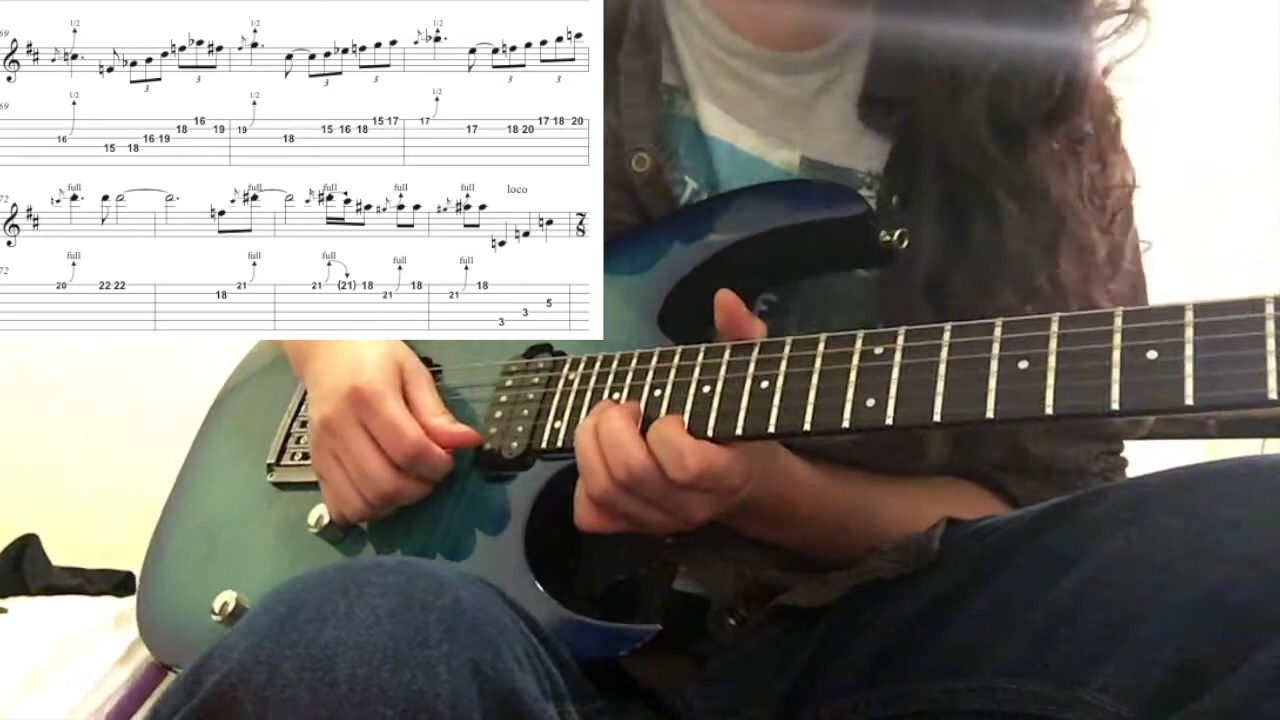 69 1/2 1/2 1/2
3 3 3 3 3
69 1/2 1/2 1/2
16 15 18 16 19 18 16 19 19 18 15 16 18 15 17 17 17 18 20 17 18 20
72 full full full full full loco 7 8
72 full full full full full
20 22 22 18 21 21 (21) 18 21 18 21 18 3 3 5